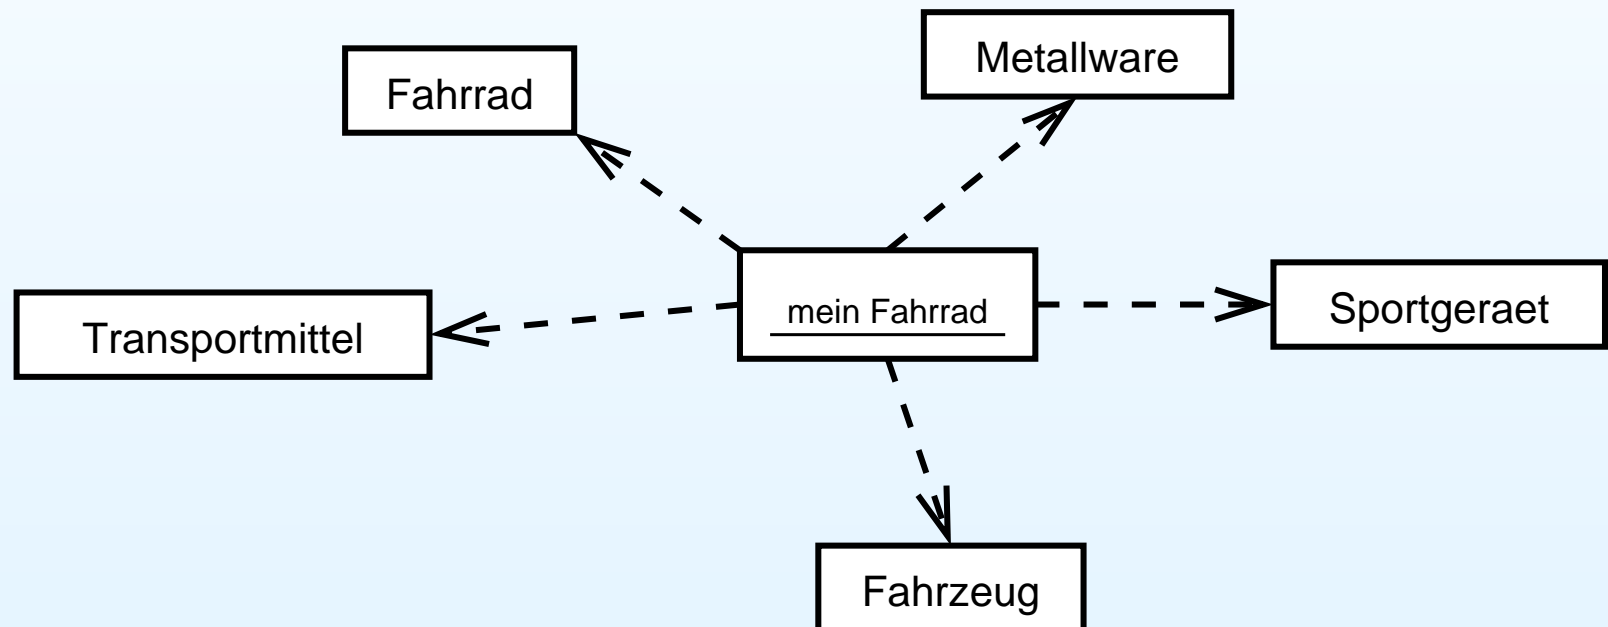 Metallware
Fahrrad
mein Fahrrad
Sportgeraet
Transportmittel
Fahrzeug